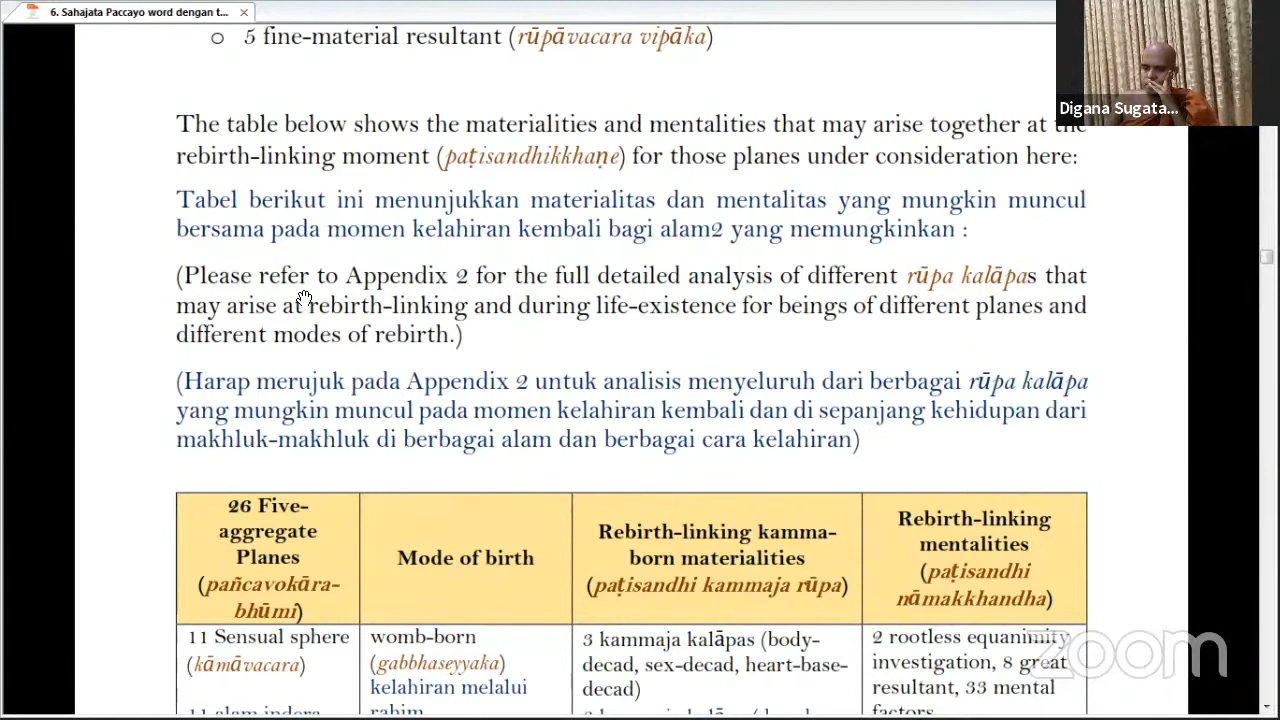 6. Sahajata Paccayo word dengan t...
5 fine-material resultant (rūpāvacara vipāka)
Digana Sugata...
The table below shows the materialities and mentalities that may arise together at the
rebirth-linking moment (paṭisandhikkhaṇe) for those planes under consideration here:
Tabel berikut ini menunjukkan materialitas dan mentalitas yang mungkin muncul
bersama pada momen kelahiran kembali bagi alam2 yang memungkinkan :
(Please refer to Appendix 2 for the full detailed analysis of different rūpa kalāpas that
may arise at rebirth-linking and during life-existence for beings of different planes and
different modes of rebirth.)
(Harap merujuk pada Appendix 2 untuk analisis menyeluruh dari berbagai rūpa kalāpa
yang mungkin muncul pada momen kelahiran kembali dan di sepanjang kehidupan dari
makhluk-makhluk di berbagai alam dan berbagai cara kelahiran)
26 Five-
aggregate
Planes
(pañcavokāra-
bhūmi)
Mode of birth
Rebirth-linking kamma-
born materialities
(paṭisandhi kammaja rūpa)
Rebirth-linking
mentalities
(paṭisandhi
nāmakkhandha)
11 Sensual sphere
(kāmāvacara)
11 alam indera
womb-born
(gabbhaseyyaka)
kelahiran melalui
rahim
3 kammaja kalāpas (body-
decad, sex-decad, heart-base-
decad)
2 rootless equanimity
investigation, 8 great
resultant, 33 mental
factors
zoom